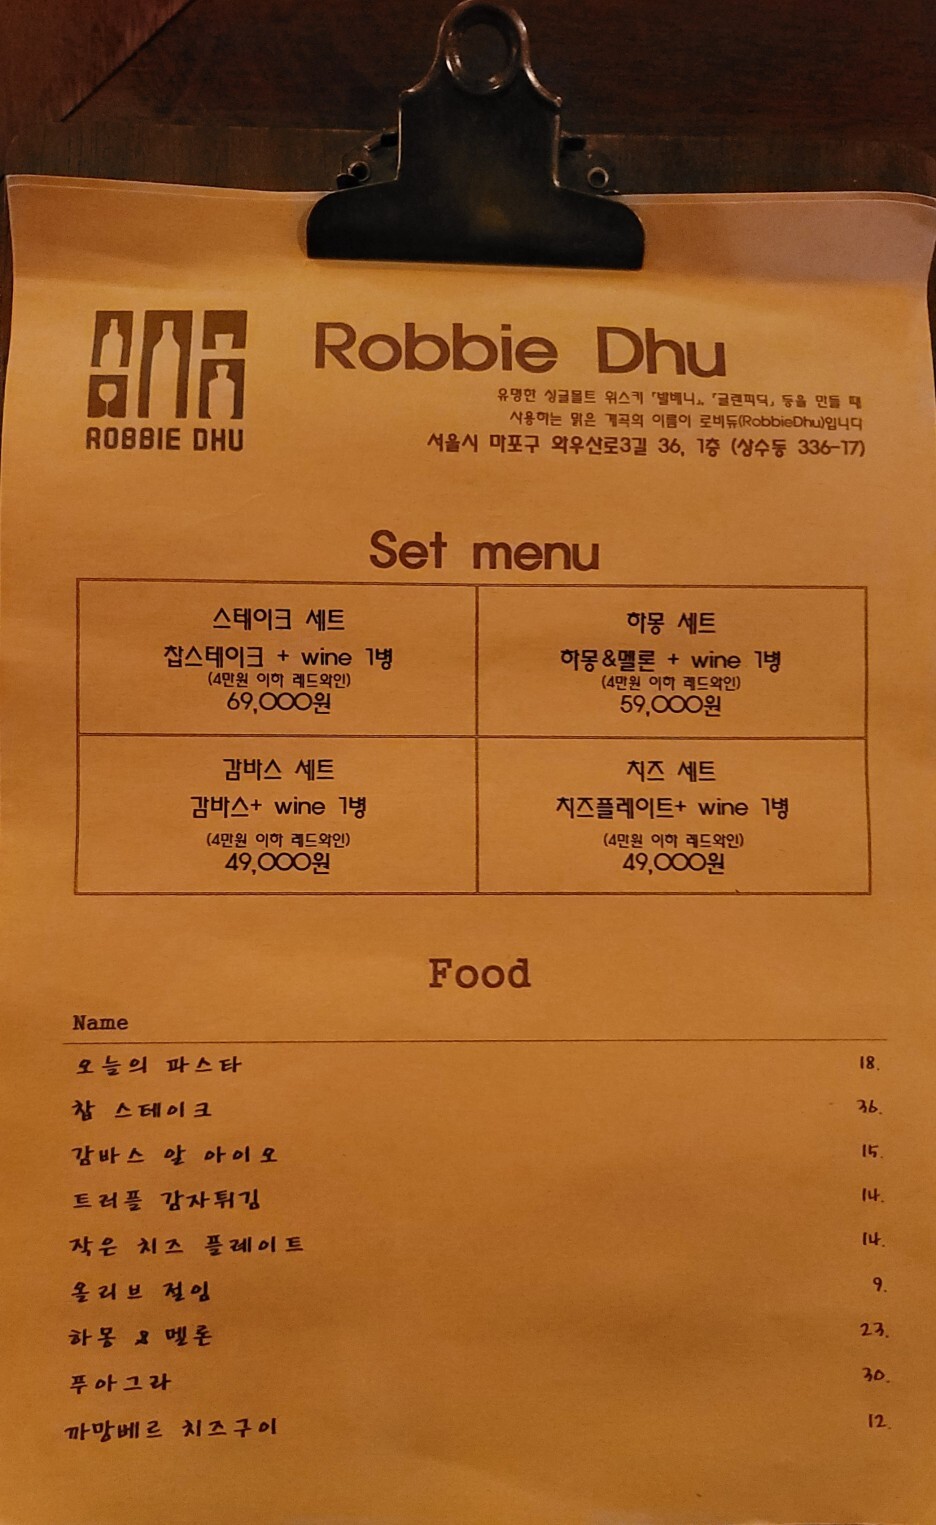 ROBBIE DHU
Robbie Dhu
유명한 싱글몰트 위스키 「발베니」, 「글렌피딕」 등을 만들 때
사용하는 맑은 계곡의 이름이 로비듀(RobbieDhu)입니다
서울시 마포구 와우산로3길 36, 1층 (상수동 336-17)
Set menu
스테이크 세트
찹스테이크 + wine 1병
(4만원 이하 레드와인)
69,000원
하몽 세트
하몽&멜론 + wine 1병
(4만원 이하 레드와인)
59,000원
감바스 세트
감바스+ wine 1병
(4만원 이하 레드와인)
49,000원
치즈 세트
치즈플레이트+ wine 1병
(4만원 이하 레드와인)
49,000원
Food
Name
오늘의 파스타 18.
찹 스테이크 36.
감바스 알 아이오 15.
트러플 감자튀김 14.
작은 치즈 플레이트 14.
올리브 절임 9.
하몽 & 멜론 23.
푸아그라 30.
까망베르 치즈구이 12.